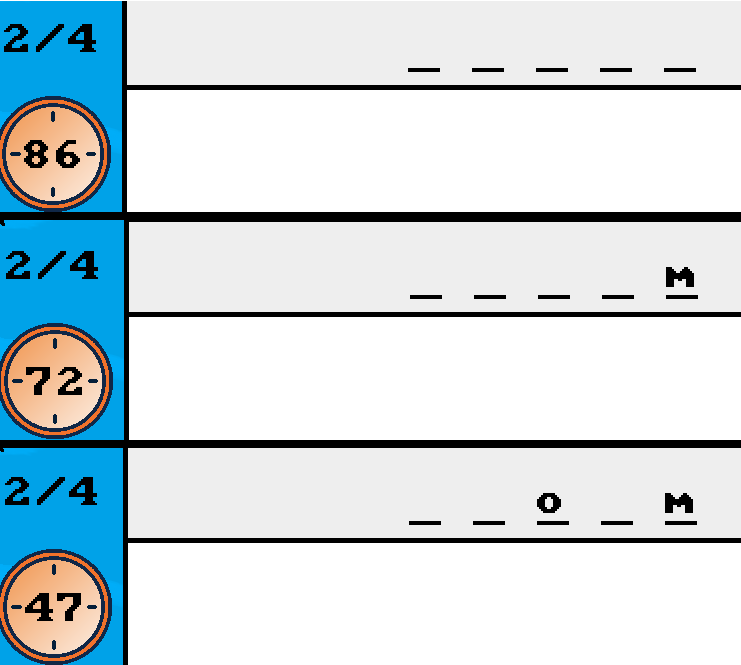 2/4
_ _ _ _ _
86
2/4
_ _ _ _ M
72
2/4
_ _ O _ M
47